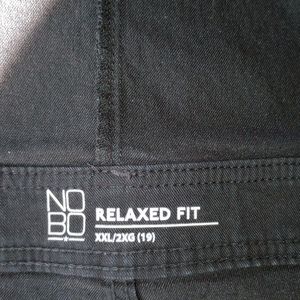 NO
BO
RELAXED FIT
XXL/2XG (19)